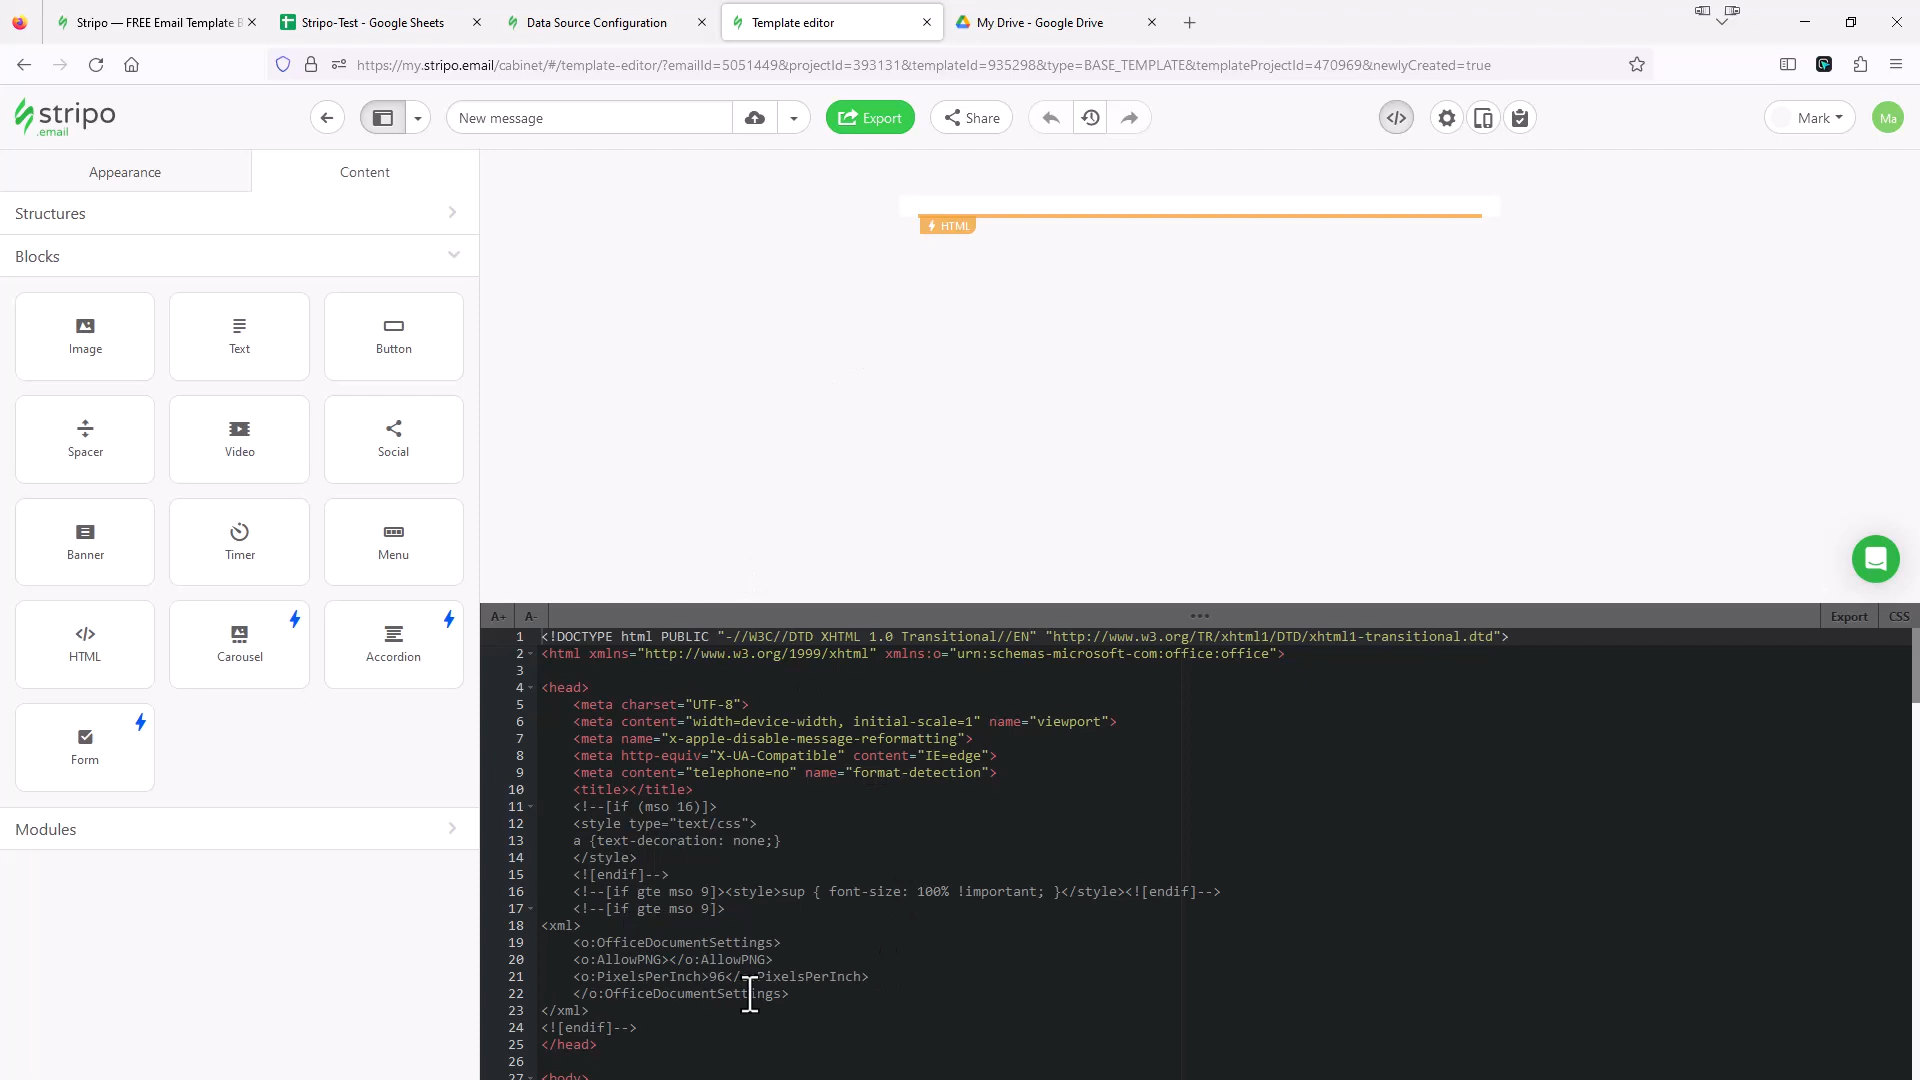 Stripo — FREE Email Template B
Stripo-Test - Google Sheets
Data Source Configuration
Template editor
My Drive - Google Drive
https://my.stripo.email/cabinet/#/template-editor/?emailId=5051449&projectId=393131&templateId=935298&type=BASE_TEMPLATE&templateProjectId=470969&newlyCreated=true
stripo
.email
New message
Export
Share
Mark
Ma
Appearance
Content
Structures
HTML
Blocks
Image
Text
Button
Spacer
Video
Social
Banner
Timer
Menu
HTML
Carousel
Accordion
Form
Modules
A+
A-
Export
CSS
1 <!DOCTYPE html PUBLIC "-//W3C//DTD XHTML 1.0 Transitional//EN" "http://www.w3.org/TR/xhtml1/DTD/xhtml1-transitional.dtd">
2 <html xmlns="http://www.w3.org/1999/xhtml" xmlns:o="urn:schemas-microsoft-com:office:office">
3
4 <head>
5 <meta charset="UTF-8">
6 <meta content="width=device-width, initial-scale=1" name="viewport">
7 <meta name="x-apple-disable-message-reformatting">
8 <meta http-equiv="X-UA-Compatible" content="IE=edge">
9 <meta content="telephone=no" name="format-detection">
10 <title></title>
11 <!--[if (mso 16)]>
12 <style type="text/css">
13 a {text-decoration: none;}
14 </style>
15 <![endif]-->
16 <!--[if gte mso 9]><style>sup { font-size: 100% !important; }</style><![endif]-->
17 <!--[if gte mso 9]>
18 <xml>
19 <o:OfficeDocumentSettings>
20 <o:AllowPNG></o:AllowPNG>
21 <o:PixelsPerInch>96</o:PixelsPerInch>
22 </o:OfficeDocumentSettings>
23 </xml>
24 <![endif]-->
25 </head>
26
27 <body>